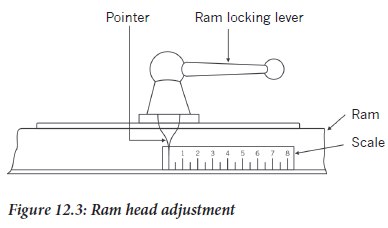 Pointer
Ram locking lever
Ram
Scale
1 2 3 4 5 6 7 8
Figure 12.3: Ram head adjustment